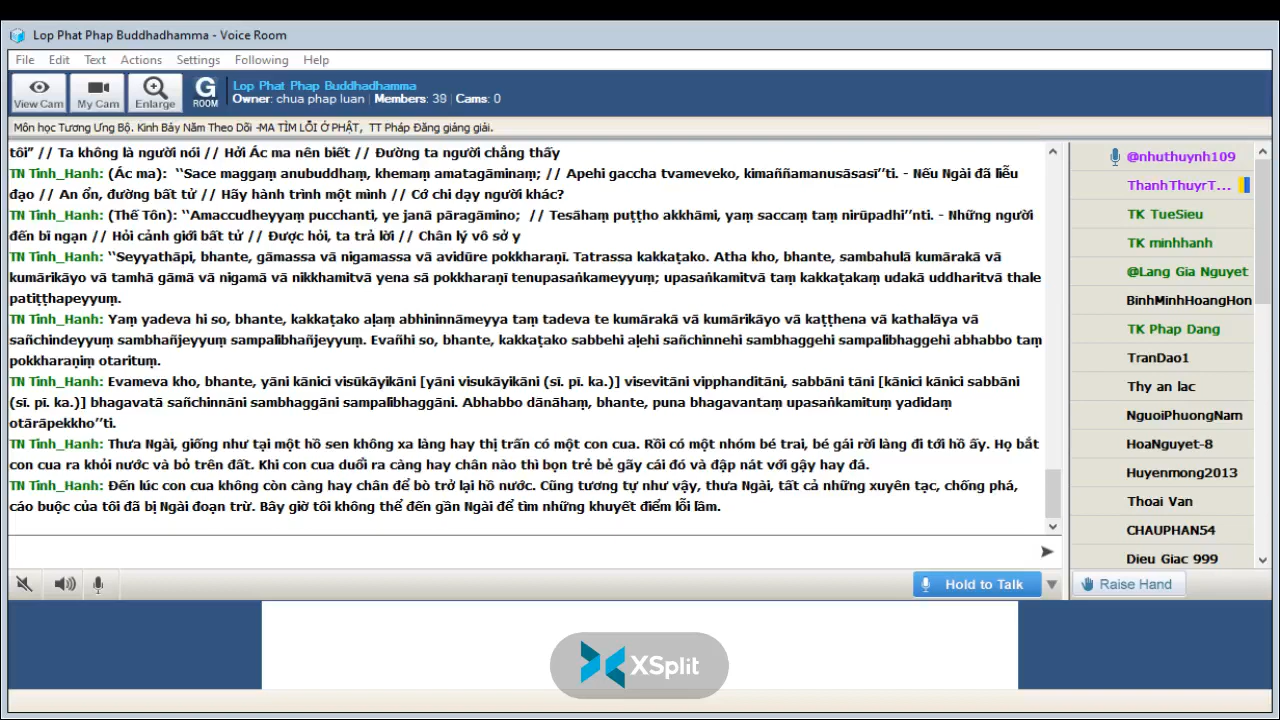 Lop Phat Phap Buddhadhamma - Voice Room
File Edit Text Actions Settings Following Help
View Cam My Cam Enlarge G ROOM
Lop Phat Phap Buddhadhamma
Owner: chua phap luan | Members: 39 | Cams: 0
Môn học Tương Ưng Bộ. Kinh Bảy Năm Theo Dõi -MA TÌM LỖI Ở PHẬT, TT Pháp Đăng giảng giải.
tôi” // Ta không là người nói // Hởi Ác ma nên biết // Đường ta người chẳng thấy
TN Tinh_Hanh: (Ác ma): ‘‘Sace maggaṃ anubuddhaṃ, khemaṃ amatagāminaṃ; // Apehi gaccha tvameveko, kimaññamanusāsasī’’ti. - Nếu Ngài đã liễu
đạo // An ổn, đường bất tử // Hãy hành trình một mình // Cớ chi dạy người khác?
TN Tinh_Hanh: (Thế Tôn): ‘‘Amaccudheyyaṃ pucchanti, ye janā pāragāmino; // Tesāhaṃ puṭṭho akkhāmi, yaṃ saccaṃ taṃ nirūpadhi’’nti. - Những người
đến bỉ ngạn // Hỏi cảnh giới bất tử // Được hỏi, ta trả lời // Chân lý vô sở y
TN Tinh_Hanh: ‘‘Seyyathāpi, bhante, gāmassa vā nigamassa vā avidūre pokkharaṇī. Tatrassa kakkaṭako. Atha kho, bhante, sambahulā kumārakā vā
kumārikāyo vā tamhā gāmā vā nigamā vā nikkhamitvā yena sā pokkharaṇī tenupasaṅkameyyuṃ; upasaṅkamitvā taṃ kakkaṭakaṃ udakā uddharitvā thale
patiṭṭhapeyyuṃ.
TN Tinh_Hanh: Yaṃ yadeva hi so, bhante, kakkaṭako aḷaṃ abhininnāmeyya taṃ tadeva te kumārakā vā kumārikāyo vā kaṭṭhena vā kathalāya vā
sañchindeyyuṃ sambhañjeyyuṃ sampalibhañjeyyuṃ. Evañhi so, bhante, kakkaṭako sabbehi aḷehi sañchinnehi sambhaggehi sampalibhaggehi abhabbo taṃ
pokkharaṇiṃ otarituṃ.
TN Tinh_Hanh: Evameva kho, bhante, yāni kānici visūkāyikāni [yāni visukāyikāni (sī. pī. ka.)] visevitāni vipphanditāni, sabbāni tāni [kānici kānici sabbāni
(sī. pī. ka.)] bhagavatā sañchinnāni sambhaggāni sampalibhaggāni. Abhabbo dānāhaṃ, bhante, puna bhagavantaṃ upasaṅkamituṃ yadidaṃ
otārāpekkho’’ti.
TN Tinh_Hanh: Thưa Ngài, giống như tại một hồ sen không xa làng hay thị trấn có một con cua. Rồi có một nhóm bé trai, bé gái rời làng đi tới hồ ấy. Họ bắt
con cua ra khỏi nước và bỏ trên đất. Khi con cua duổi ra càng hay chân nào thì bọn trẻ bẻ gãy cái đó và đập nát với gậy hay đá.
TN Tinh_Hanh: Đến lúc con cua không còn càng hay chân để bò trở lại hồ nước. Cũng tương tự như vậy, thưa Ngài, tất cả những xuyên tạc, chống phá,
cáo buộc của tôi đã bị Ngài đoạn trừ. Bây giờ tôi không thể đến gần Ngài để tìm những khuyết điểm lỗi lầm.
@nhuthuynh109
ThanhThuyrT...
TK TueSieu
TK minhhanh
@Lang Gia Nguyet
BinhMinhHoangHon
TK Phap Dang
TranDao1
Thy an lac
NguoiPhuongNam
HoaNguyet-8
Huyenmong2013
Thoai Van
CHAUPHAN54
Dieu Giac 999
Hold to Talk
Raise Hand
XSplit